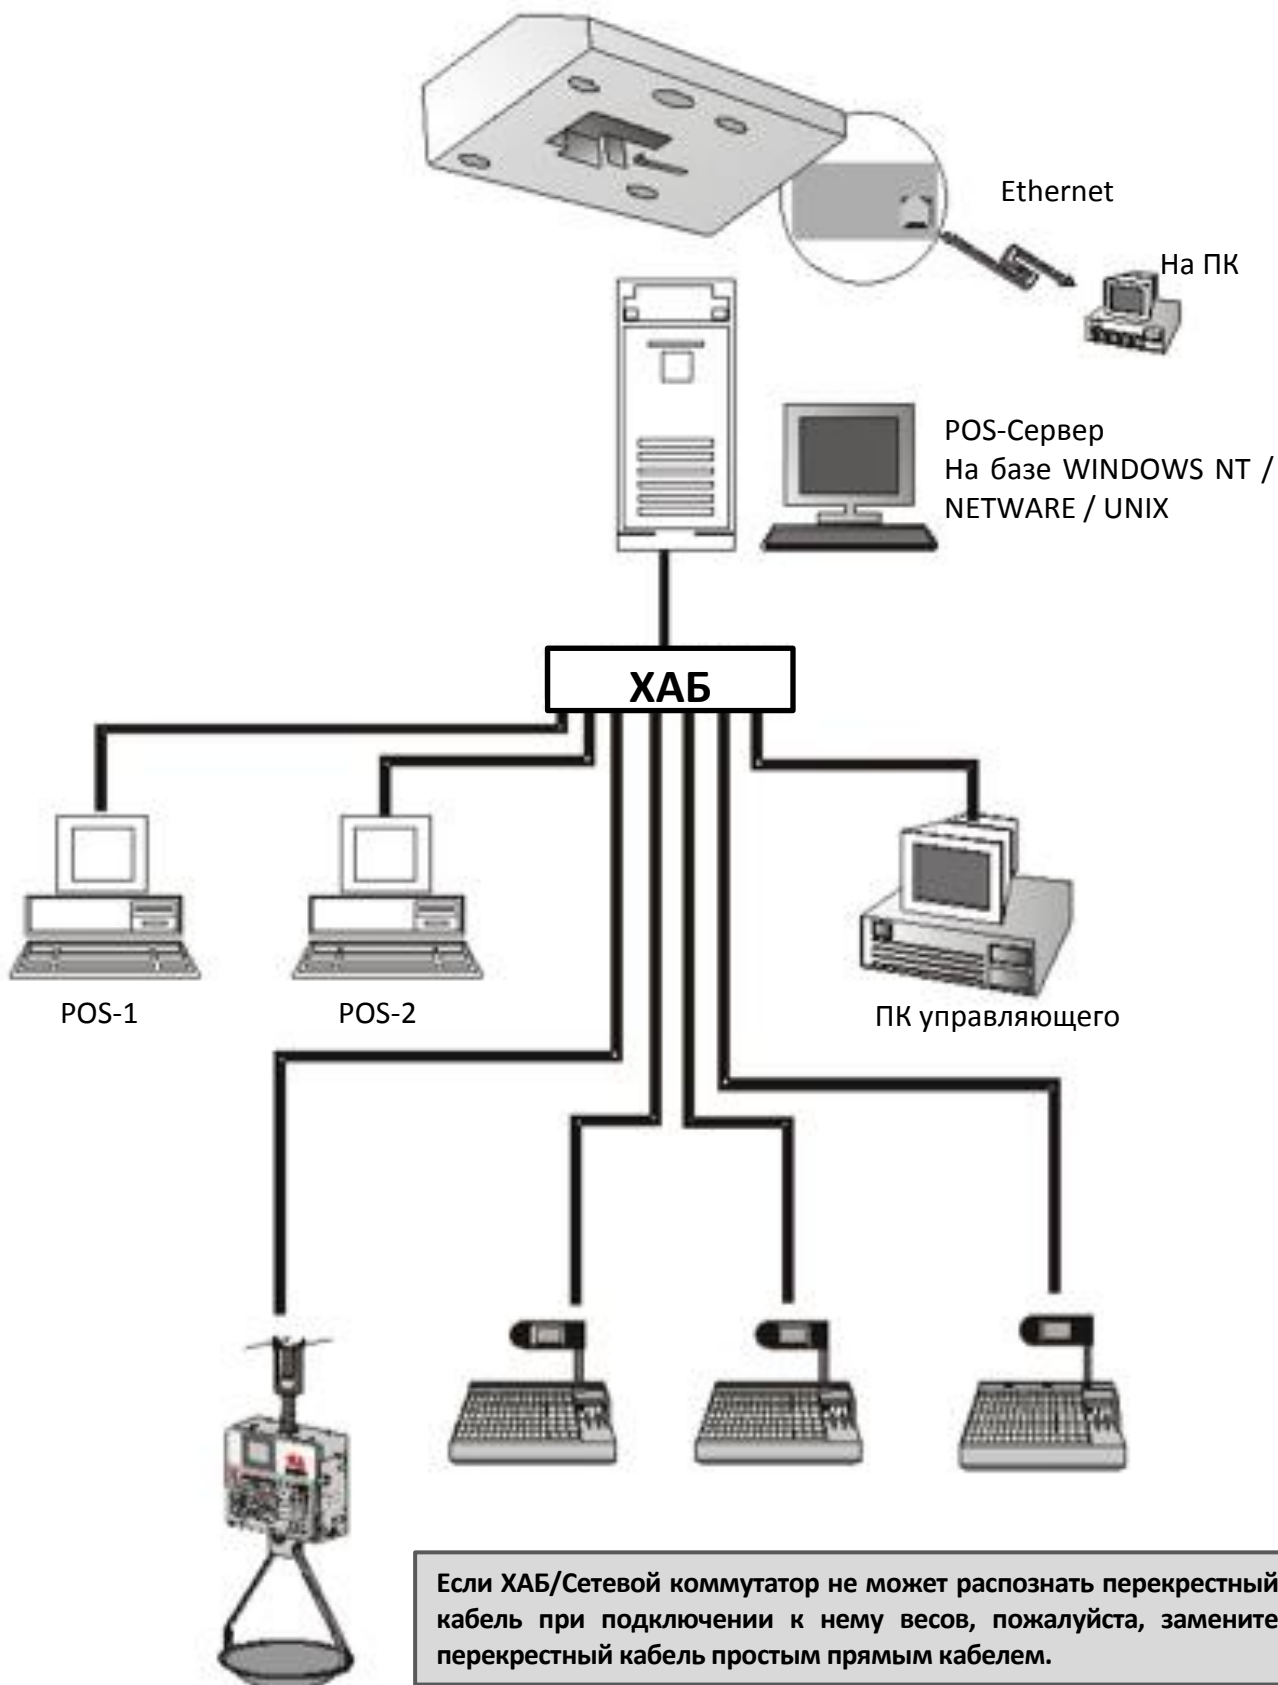 Ethernet
На ПК
POS-Сервер
На базе WINDOWS NT /
NETWARE / UNIX
ХАБ
POS-1
POS-2
ПК управляющего
Если ХАБ/Сетевой коммутатор не может распознать перекрестный
кабель при подключении к нему весов, пожалуйста, замените
перекрестный кабель простым прямым кабелем.